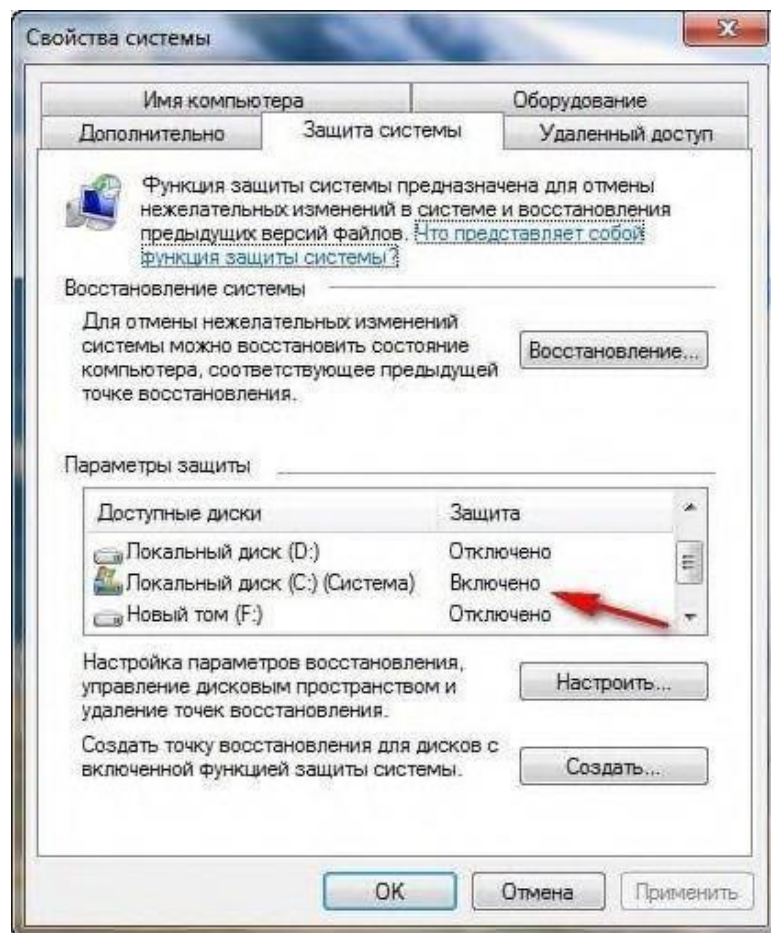 Свойства системы
Имя компьютера
Оборудование
Дополнительно
Защита системы
Удаленный доступ
Функция защиты системы предназначена для отмены
нежелательных изменений в системе и восстановления
предыдущих версий файлов. Что представляет собой
функция защиты системы?
Восстановление системы
Для отмены нежелательных изменений
системы можно восстановить состояние
компьютера, соответствующее предыдущей
точке восстановления.
Восстановление...
Параметры защиты
Доступные диски Защита
Локальный диск (D:) Отключено
Локальный диск (C:) (Система) Включено
Новый том (F:) Отключено
Настройка параметров восстановления,
управление дисковым пространством и
удаление точек восстановления.
Настроить...
Создать точку восстановления для дисков с
включенной функцией защиты системы.
Создать...
OK
Отмена
Применить